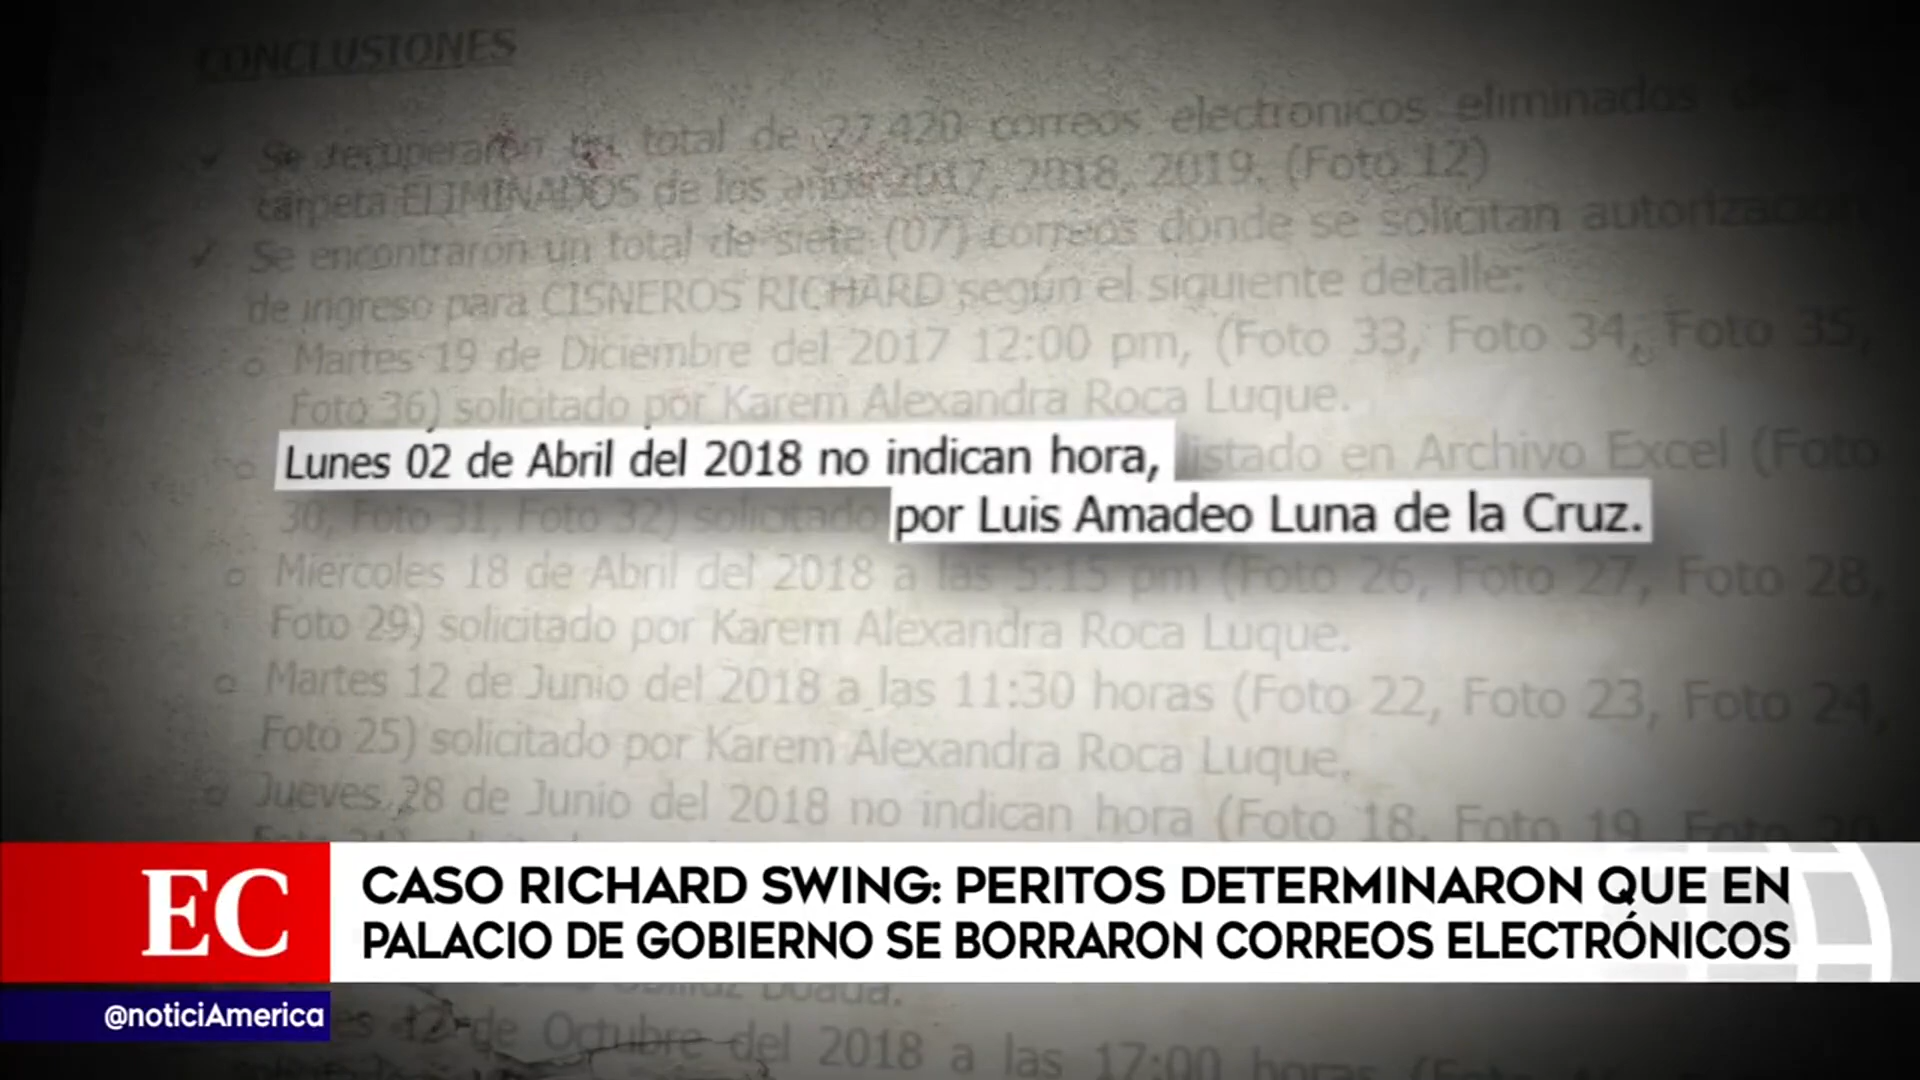 CONCLUSIONES
✓ Se recuperaron un total de 27,420 correos electronicos eliminados de
carpeta ELIMINADOS de los años 2017, 2018, 2019. (Foto 12)
✓ Se encontraron un total de siete (07) correos donde se solicitan autorización
de ingreso para CISNEROS RICHARD según el siguiente detalle:
o Martes 19 de Diciembre del 2017 12:00 pm, (Foto 33, Foto 34, Foto 35,
Foto 36) solicitado por Karem Alexandra Roca Luque.
o Lunes 02 de Abril del 2018 no indican hora, listado en Archivo Excel (Foto
30, Foto 31, Foto 32) solicitado por Luis Amadeo Luna de la Cruz.
o Miércoles 18 de Abril del 2018 a las 5:15 pm (Foto 26, Foto 27, Foto 28,
Foto 29) solicitado por Karem Alexandra Roca Luque.
o Martes 12 de Junio del 2018 a las 11:30 horas (Foto 22, Foto 23, Foto 24,
Foto 25) solicitado por Karem Alexandra Roca Luque.
o Jueves 28 de Junio del 2018 no indican hora (Foto 18, Foto 19, Foto 20
EC
CASO RICHARD SWING: PERITOS DETERMINARON QUE EN
PALACIO DE GOBIERNO SE BORRARON CORREOS ELECTRÓNICOS
@noticiAmerica
12 de Octubre del 2018 a las 17:00 horas (Foto